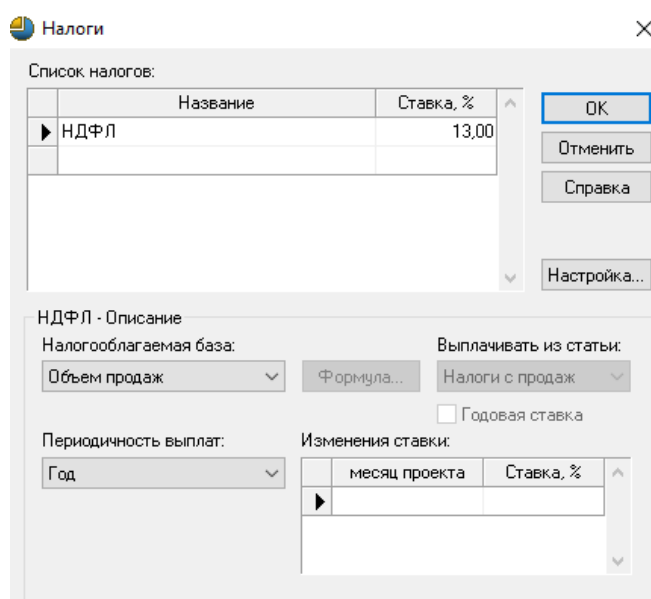 Налоги
Список налогов:
Название Ставка, %
НДФЛ 13,00
OK
Отменить
Справка
Настройка...
НДФЛ - Описание
Налогооблагаемая база: Выплачивать из статьи:
Объем продаж Формула... Налоги с продаж
Годовая ставка
Периодичность выплат: Изменения ставки:
Год месяц проекта Ставка, %